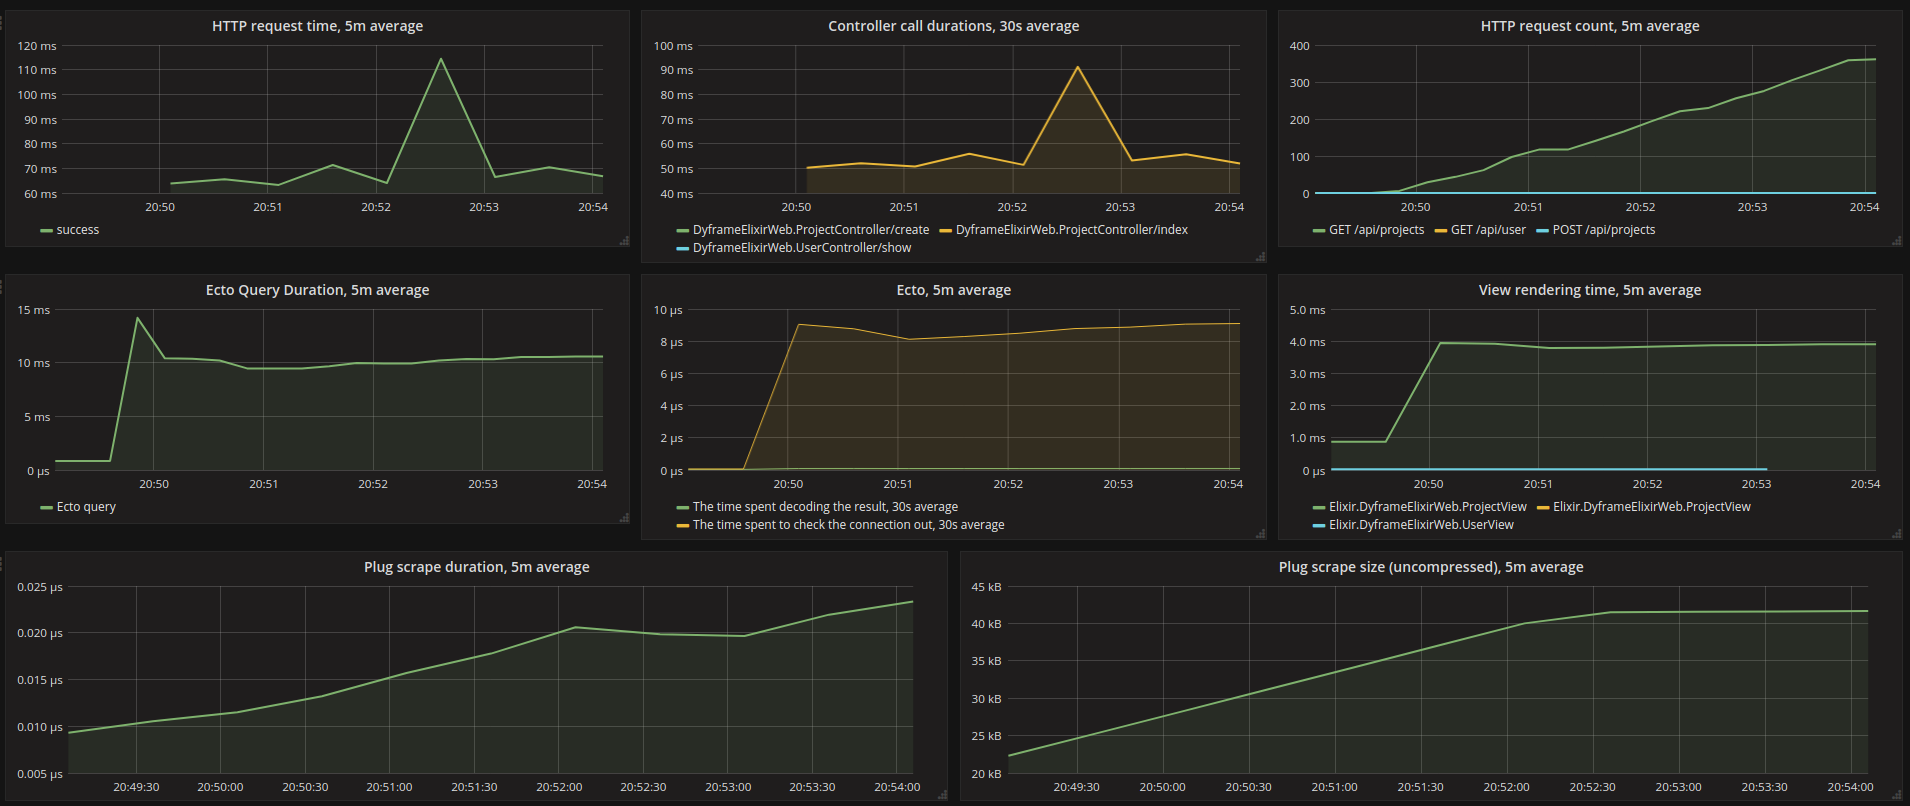 HTTP request time, 5m average
120 ms
110 ms
100 ms
90 ms
80 ms
70 ms
60 ms
20:50 20:51 20:52 20:53 20:54
success
Controller call durations, 30s average
100 ms
90 ms
80 ms
70 ms
60 ms
50 ms
40 ms
20:50 20:51 20:52 20:53 20:54
DyframeElixirWeb.ProjectController/create DyframeElixirWeb.ProjectController/index
DyframeElixirWeb.UserController/show
HTTP request count, 5m average
400
300
200
100
0
20:50 20:51 20:52 20:53 20:54
GET /api/projects GET /api/user POST /api/projects
Ecto Query Duration, 5m average
15 ms
10 ms
5 ms
0 µs
20:50 20:51 20:52 20:53 20:54
Ecto query
Ecto, 5m average
10 µs
8 µs
6 µs
4 µs
2 µs
0 µs
20:50 20:51 20:52 20:53 20:54
The time spent decoding the result, 30s average
The time spent to check the connection out, 30s average
View rendering time, 5m average
5.0 ms
4.0 ms
3.0 ms
2.0 ms
1.0 ms
0 µs
20:50 20:51 20:52 20:53 20:54
Elixir.DyframeElixirWeb.ProjectView Elixir.DyframeElixirWeb.ProjectView
Elixir.DyframeElixirWeb.UserView
Plug scrape duration, 5m average
0.025 µs
0.020 µs
0.015 µs
0.010 µs
0.005 µs
20:49:30 20:50:00 20:50:30 20:51:00 20:51:30 20:52:00 20:52:30 20:53:00 20:53:30 20:54:00
Plug scrape size (uncompressed), 5m average
45 kB
40 kB
35 kB
30 kB
25 kB
20 kB
20:49:30 20:50:00 20:50:30 20:51:00 20:51:30 20:52:00 20:52:30 20:53:00 20:53:30 20:54:00